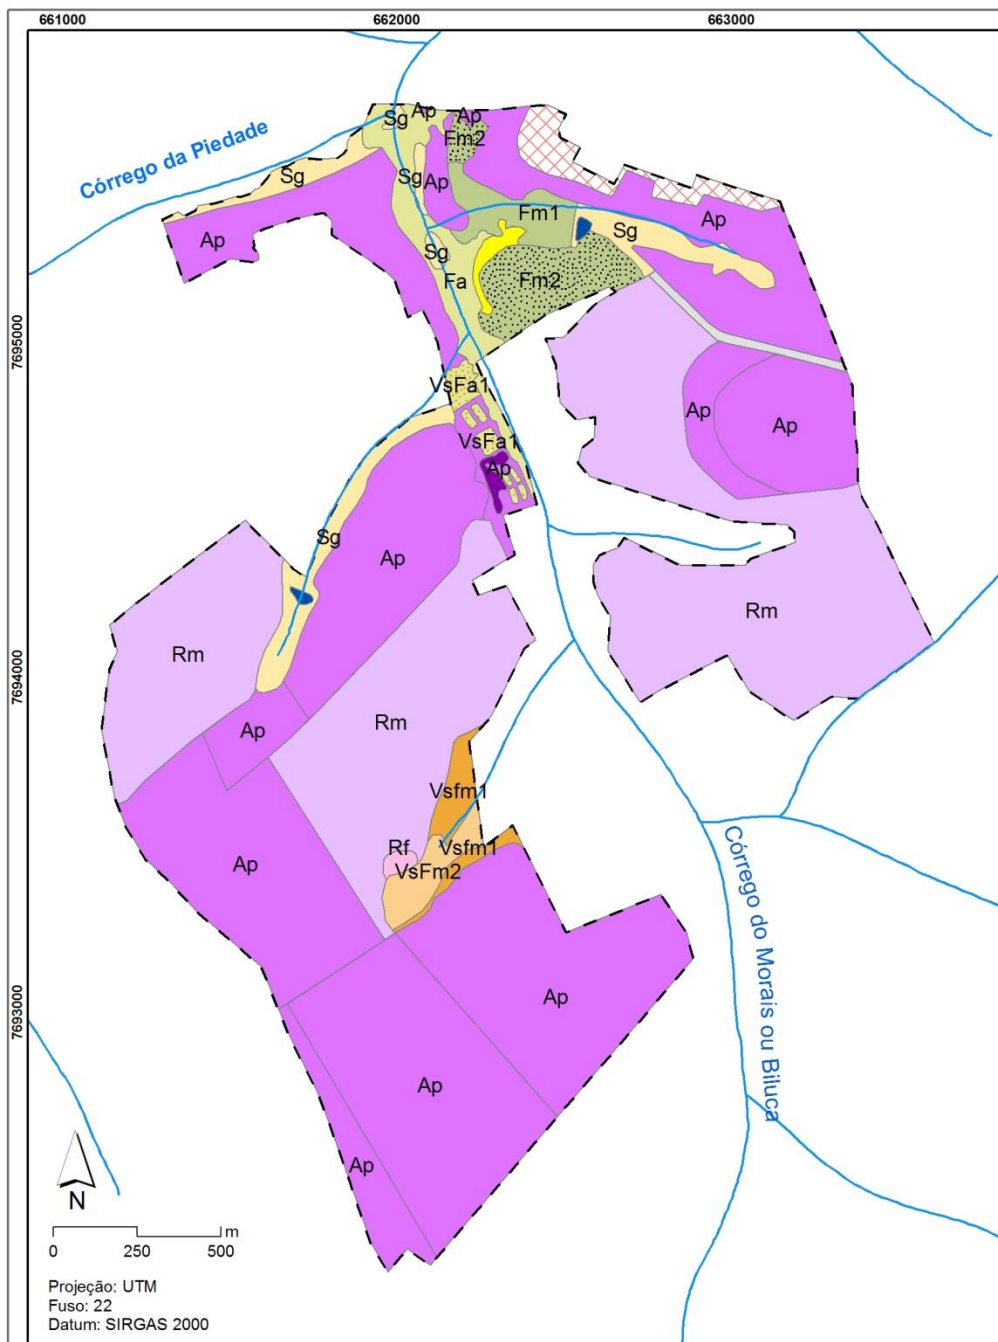 661000
662000
663000
Córrego da Piedade
Ap
Sg
Ap
Fm2
Sg
Sg
Ap
Fm1
Ap
Ap
Sg
Sg
Fa
Fm2
7695000
VsFa1
Ap
Ap
VsFa1
Ap
Sg
Ap
Rm
Rm
7694000
Rm
Ap
Vsfm1
Rf
Vsfm1
VsFm2
Ap
Córrego do Morais ou Biluca
Ap
7693000
Ap
Ap
N
m
0 250 500
Projeção: UTM
Fuso: 22
Datum: SIRGAS 2000